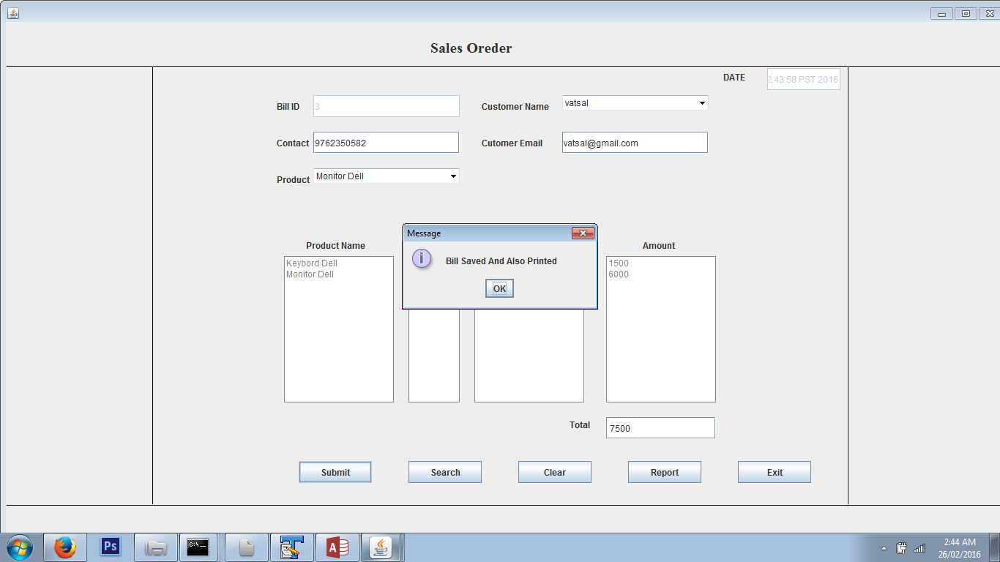 Sales Oreder
DATE 2:43:58 PST 2016
Bill ID 3 Customer Name vatsal
Contact 9762350582 Cutomer Email vatsal@gmail.com
Product Monitor Dell
Message
Bill Saved And Also Printed
OK
Product Name Amount
Keybord Dell 1500
Monitor Dell 6000
Total 7500
Submit Search Clear Report Exit
Ps
C:\
A
2:44 AM
26/02/2016